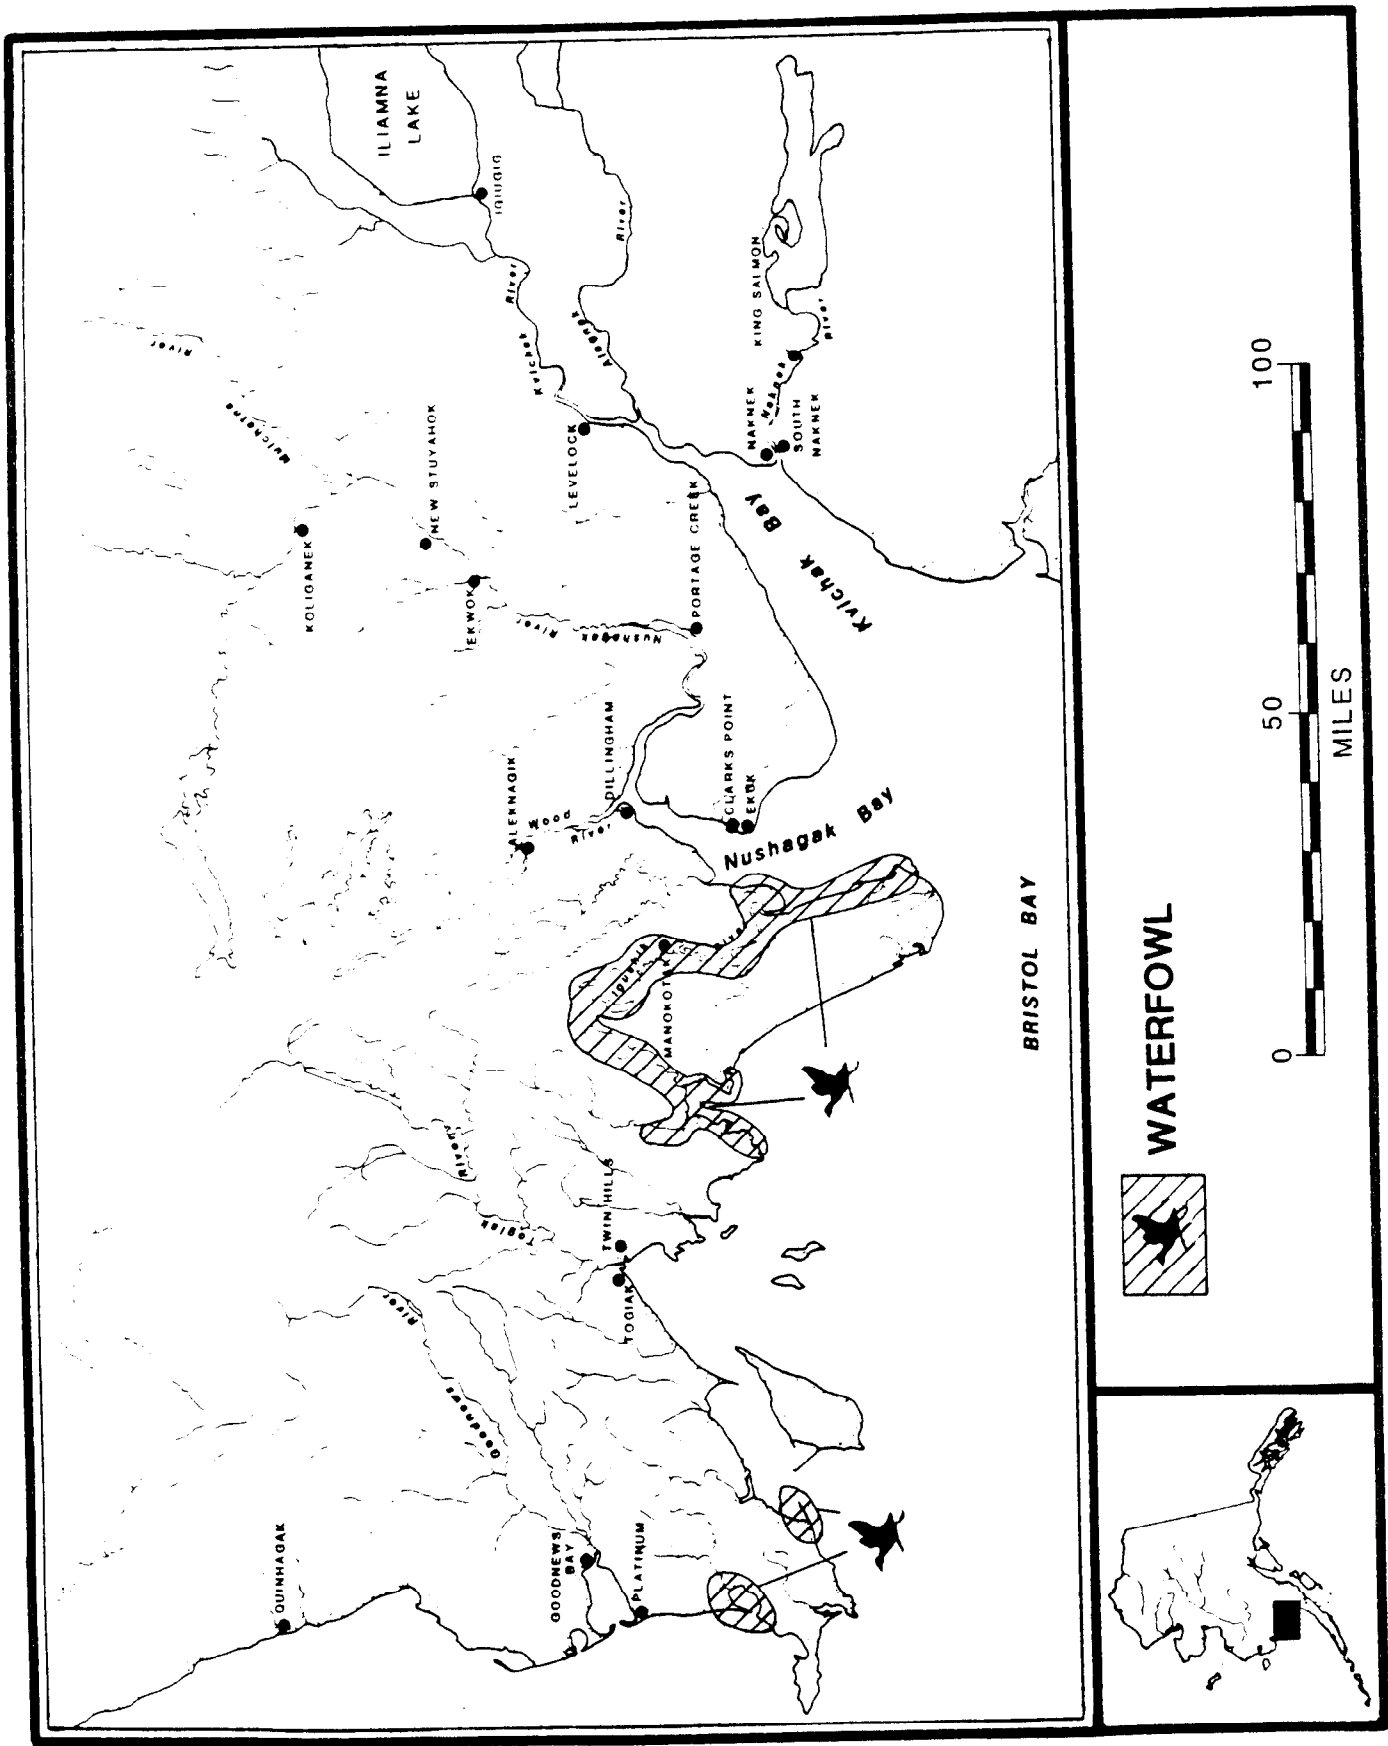 ILIAMNA
LAKE
IGIUGIG
River
Kvichak
River
Alagnak
River
Mulchatna
NEW STUYAHOK
KOLIGANEK
EKWOK
LEVELOCK
PORTAGE CREEK
Nushagak
River
KING SALMON
NAKNEK
Naknek
River
SOUTH
NAKNEK
Kvichak Bay
ALEKNAGIK
Wood
River
DILLINGHAM
CLARKS POINT
EKUK
Nushagak Bay
Igushik
River
MANOKOTAK
BRISTOL BAY
Togiak
River
TWIN HILLS
TOGIAK
Goodnews
River
QUINHAGAK
GOODNEWS
BAY
PLATINUM
WATERFOWL
0
50
100
MILES